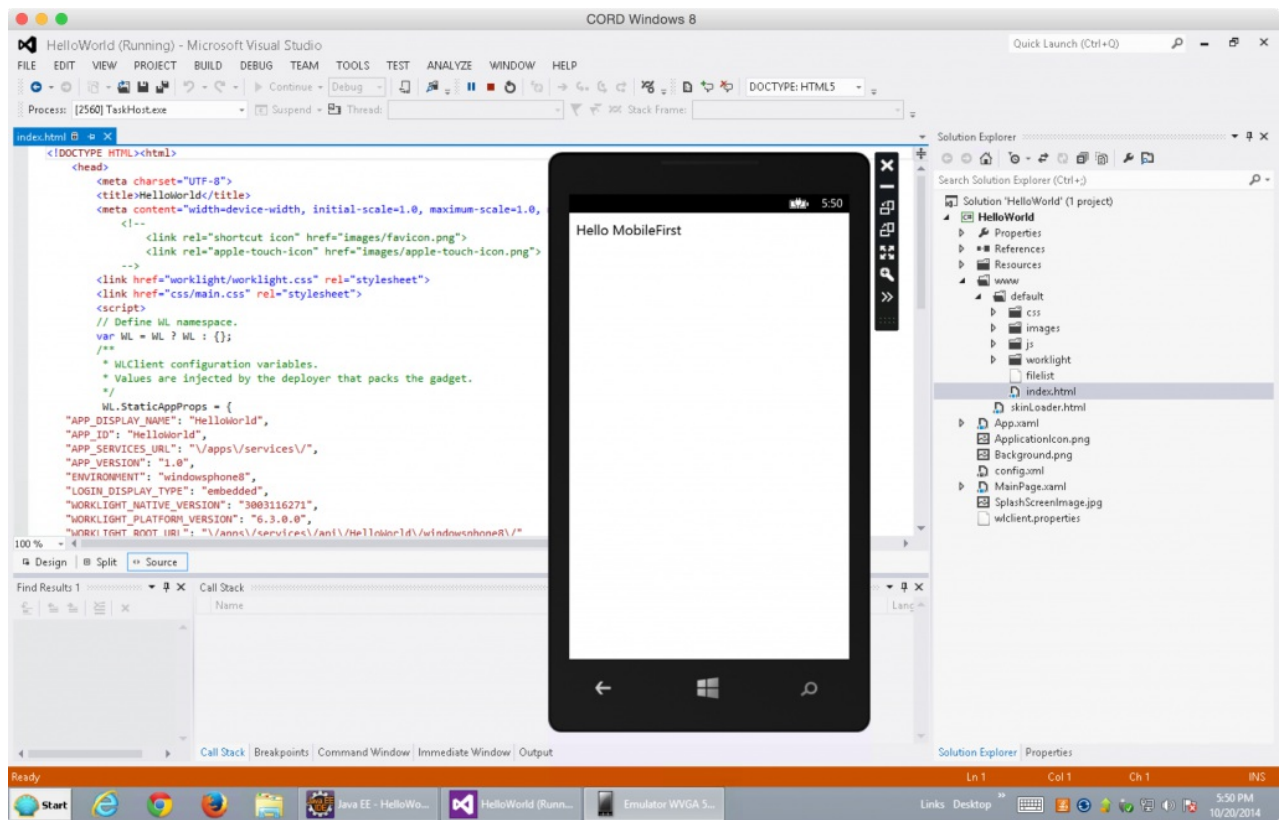 CORD Windows 8
HelloWorld (Running) - Microsoft Visual Studio
Quick Launch (Ctrl+Q)
FILE EDIT VIEW PROJECT BUILD DEBUG TEAM TOOLS TEST ANALYZE WINDOW HELP
Continue Debug DOCTYPE: HTML5
Process: [2560] TaskHost.exe Suspend Thread: Stack Frame:
index.html
<!DOCTYPE HTML><html>
<head>
<meta charset="UTF-8">
<title>HelloWorld</title>
<meta content="width=device-width, initial-scale=1.0, maximum-scale=1.0,
<!--
<link rel="shortcut icon" href="images/favicon.png">
<link rel="apple-touch-icon" href="images/apple-touch-icon.png">
-->
<link href="worklight/worklight.css" rel="stylesheet">
<link href="css/main.css" rel="stylesheet">
<script>
// Define WL namespace.
var WL = WL ? WL : {};
/**
* WLClient configuration variables.
* Values are injected by the deployer that packs the gadget.
*/
WL.StaticAppProps = {
"APP_DISPLAY_NAME": "HelloWorld",
"APP_ID": "HelloWorld",
"APP_SERVICES_URL": "\/apps\/services\/",
"APP_VERSION": "1.0",
"ENVIRONMENT": "windowsphone8",
"LOGIN_DISPLAY_TYPE": "embedded",
"WORKLIGHT_NATIVE_VERSION": "3003116271",
"WORKLIGHT_PLATFORM_VERSION": "6.3.0.0",
"WORKLIGHT_ROOT_URL": "\/apps\/services\/api\/HelloWorld\/windowsphone8\/"
100 %
Design Split Source
5:50
Hello MobileFirst
Solution Explorer
Search Solution Explorer (Ctrl+;)
Solution 'HelloWorld' (1 project)
HelloWorld
Properties
References
Resources
www
default
css
images
js
worklight
filelist
index.html
skinLoader.html
App.xaml
ApplicationIcon.png
Background.png
config.xml
MainPage.xaml
SplashScreenImage.jpg
wlclient.properties
Find Results 1
Call Stack
Name
Lang
Call Stack Breakpoints Command Window Immediate Window Output
Solution Explorer Properties
Ready Ln 1 Col 1 Ch 1 INS
Start Java EE - HelloWo... HelloWorld (Runn... Emulator WVGA 5... Links Desktop 5:50 PM
10/20/2014